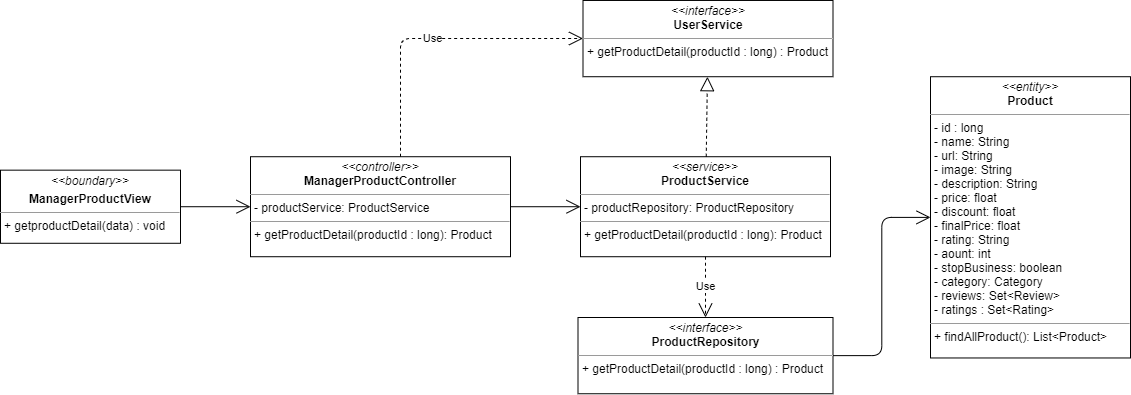 <<interface>>
UserService
+ getProductDetail(productId : long) : Product
Use
<<boundary>>
ManagerProductView
+ getproductDetail(data) : void
<<controller>>
ManagerProductController
- productService: ProductService
+ getProductDetail(productId : long): Product
<<service>>
ProductService
- productRepository: ProductRepository
+ getProductDetail(productId : long): Product
Use
<<interface>>
ProductRepository
+ getProductDetail(productId : long) : Product
<<entity>>
Product
- id : long
- name: String
- url: String
- image: String
- description: String
- price: float
- discount: float
- finalPrice: float
- rating: String
- aount: int
- stopBusiness: boolean
- category: Category
- reviews: Set<Review>
- ratings : Set<Rating>
+ findAllProduct(): List<Product>